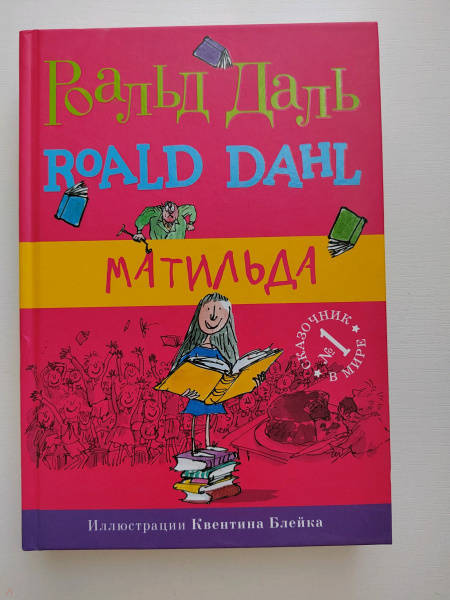 Роальд Даль
ROALD DAHL
МАТИЛЬДА
СКАЗОЧНИК
№1
В МИРЕ
Иллюстрации Квентина Блейка